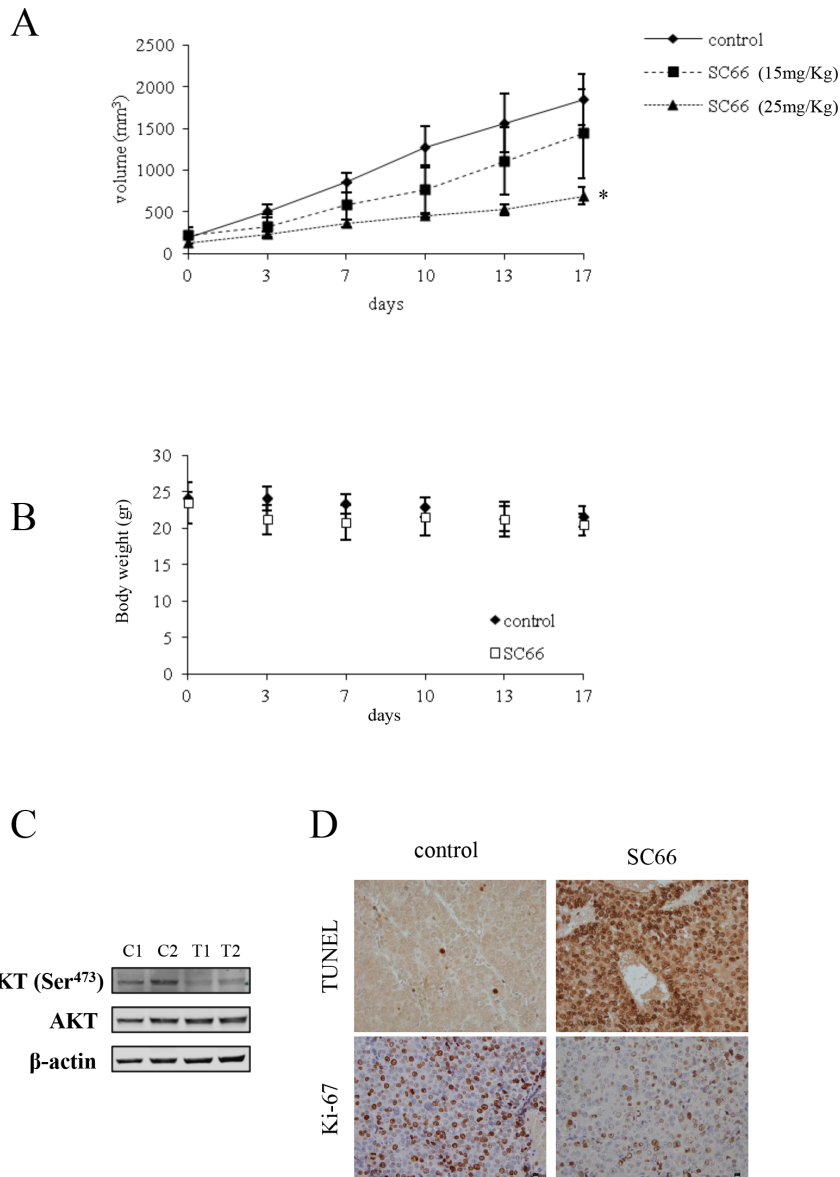 A
2500
2000
1500
1000
500
0
volume (mm³)
0 3 7 10 13 17
days
control
SC66 (15mg/Kg)
SC66 (25mg/Kg)
*
B
30
25
20
15
10
5
0
Body weight (gr)
0 3 7 10 13 17
days
control
SC66
C
C1 C2 T1 T2
KT (Ser⁴⁷³)
AKT
β-actin
D
control SC66
TUNEL
Ki-67